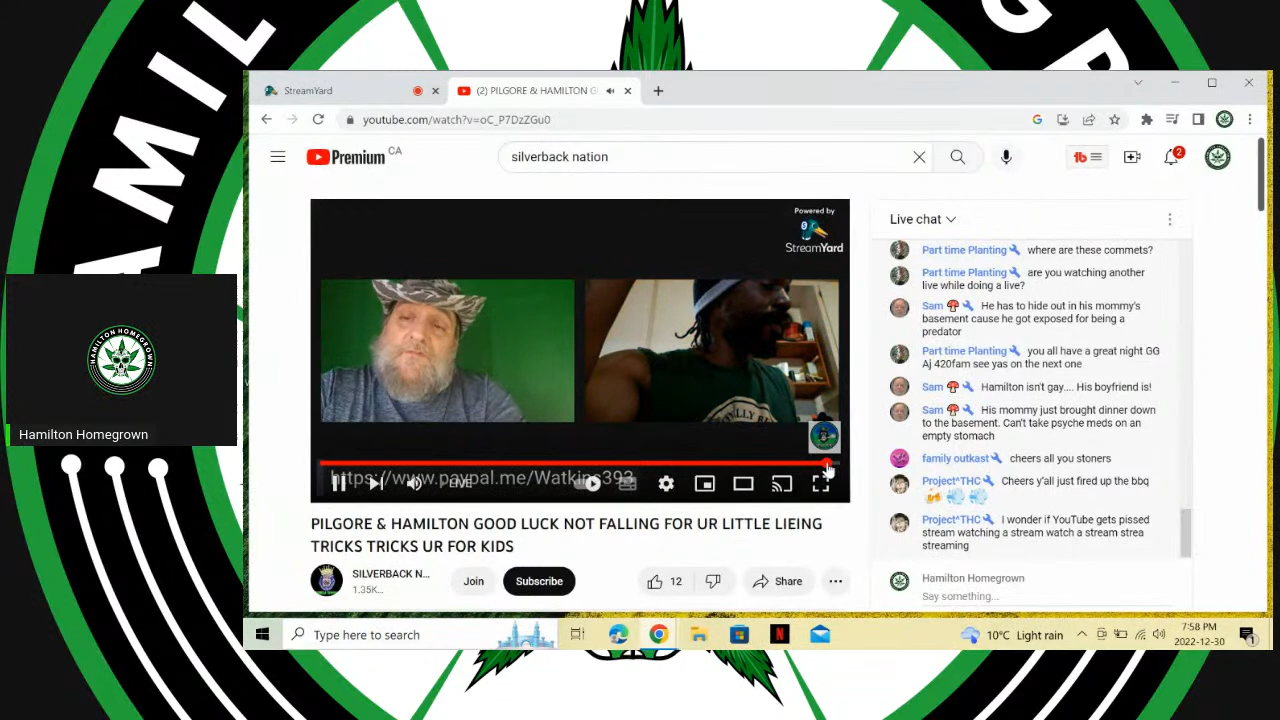 AMIL
GR
StreamYard
(2) PILGORE & HAMILTON G
youtube.com/watch?v=oC_P7DzZGu0
Premium CA
silverback nation
2
Powered by
StreamYard
https://www.paypal.me/Watkins393
LIVE
PILGORE & HAMILTON GOOD LUCK NOT FALLING FOR UR LITTLE LIEING
TRICKS TRICKS UR FOR KIDS
SILVERBACK N...
1.35K...
Join
Subscribe
12
Share
Live chat
Part time Planting where are these commets?
Part time Planting are you watching another
live while doing a live?
Sam He has to hide out in his mommy's
basement cause he got exposed for being a
predator
Part time Planting you all have a great night GG
Aj 420fam see yas on the next one
Sam Hamilton isn't gay.... His boyfriend is!
Sam His mommy just brought dinner down
to the basement. Can't take psyche meds on an
empty stomach
family outkast cheers all you stoners
Project^THC Cheers y'all just fired up the bbq
Project^THC I wonder if YouTube gets pissed
stream watching a stream watch a stream strea
streaming
Hamilton Homegrown
Say something...
HAMILTON HOMEGROWN
Hamilton Homegrown
Type here to search
10°C Light rain
7:58 PM
2022-12-30
1